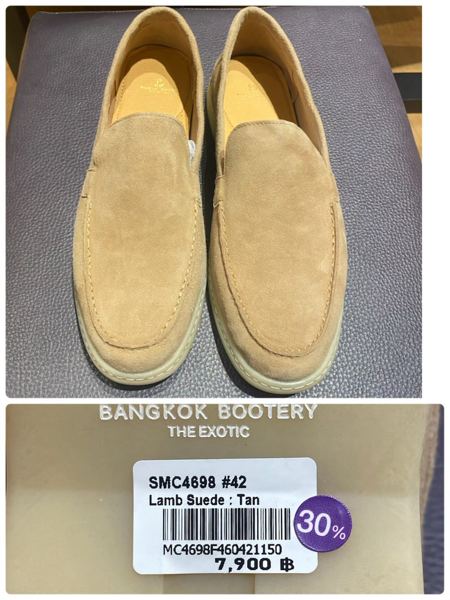 BANGKOK BOOTERY
THE EXOTIC
SMC4698 #42
Lamb Suede : Tan
30%
MC4698F460421150
7,900 ฿